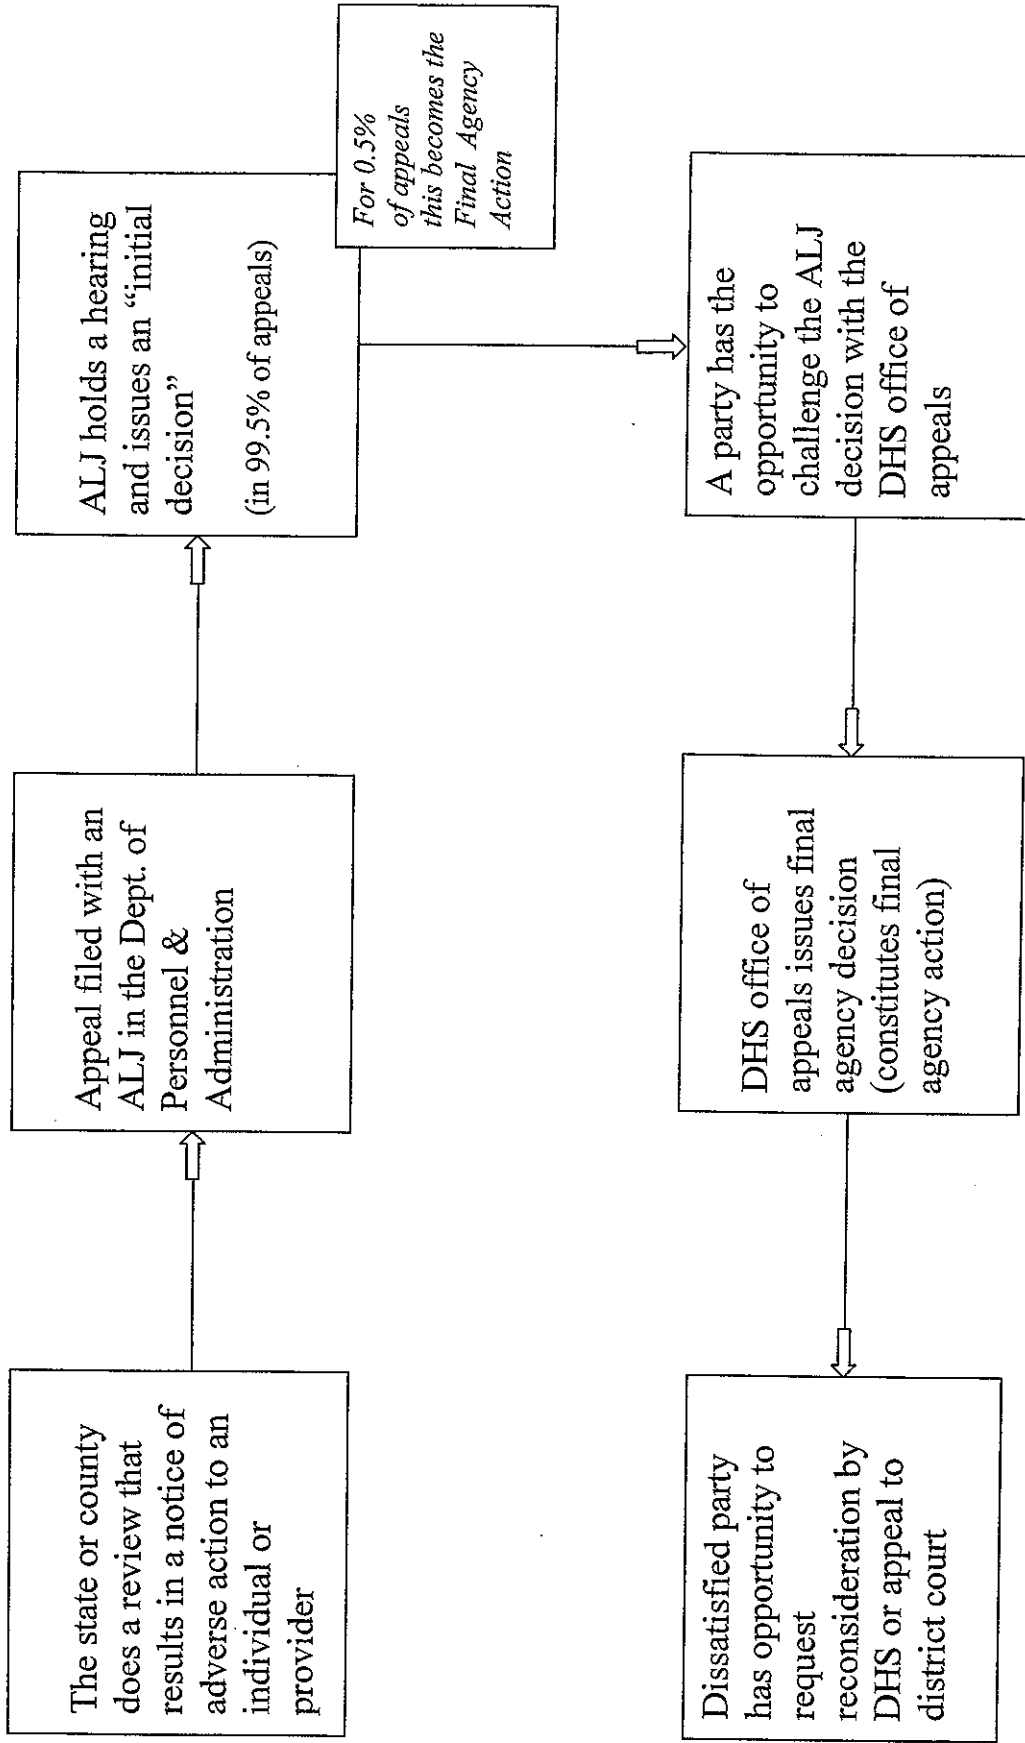 The state or county
does a review that
results in a notice of
adverse action to an
individual or
provider
Appeal filed with an
ALJ in the Dept. of
Personnel &
Administration
ALJ holds a hearing
and issues an “initial
decision”
(in 99.5% of appeals)
For 0.5%
of appeals
this becomes the
Final Agency
Action
A party has the
opportunity to
challenge the ALJ
decision with the
DHS office of
appeals
DHS office of
appeals issues final
agency decision
(constitutes final
agency action)
Dissatisfied party
has opportunity to
request
reconsideration by
DHS or appeal to
district court